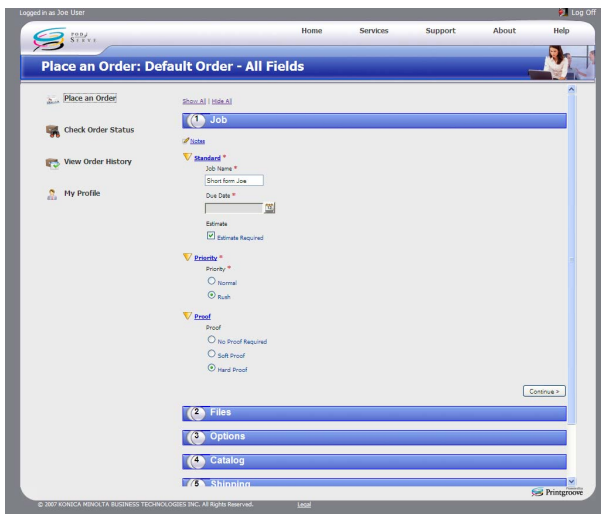 Logged in as Joe User
Log Off
Home Services Support About Help
Place an Order: Default Order - All Fields
Place an Order
Check Order Status
View Order History
My Profile
Show All | Hide All
1 Job
Notes
Standard *
Job Name *
Short form Joe
Due Date *
Estimate
Estimate Required
Priority *
Priority *
Normal
Rush
Proof
Proof
No Proof Required
Soft Proof
Hard Proof
Continue >
2 Files
3 Options
4 Catalog
5 Shipping
Printgroove
© 2007 KONICA MINOLTA BUSINESS TECHNOLOGIES INC. All Rights Reserved. Legal